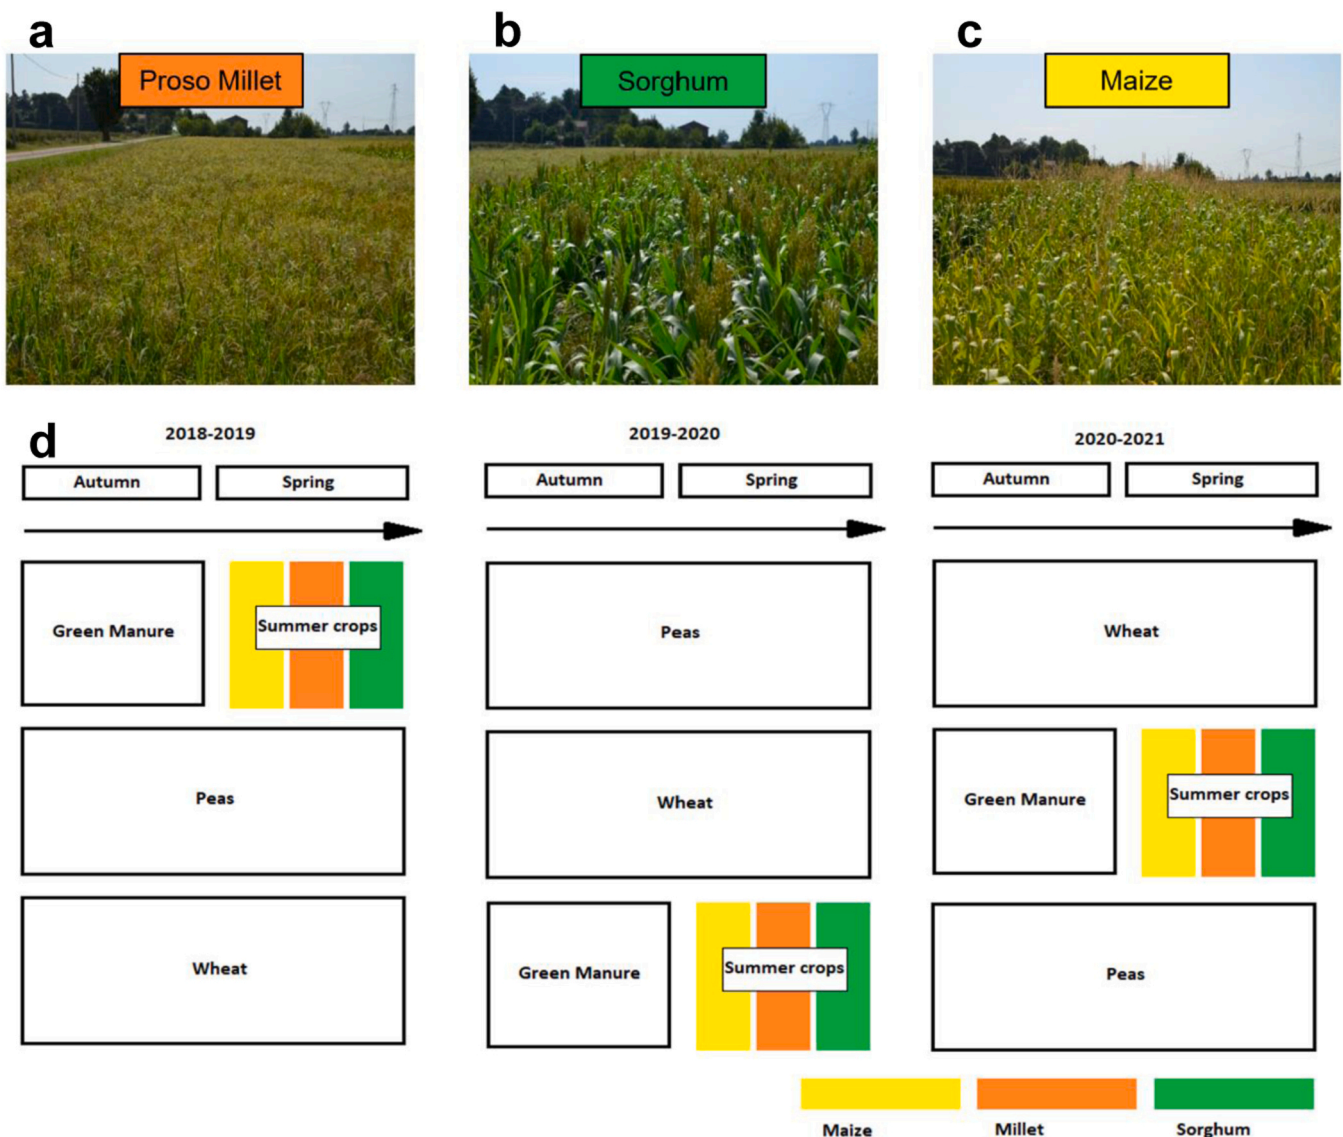 a
Proso Millet
b
Sorghum
c
Maize
d
2018-2019
Autumn
Spring
Green Manure
Summer crops
Peas
Wheat
2019-2020
Autumn
Spring
Peas
Wheat
Green Manure
Summer crops
2020-2021
Autumn
Spring
Wheat
Green Manure
Summer crops
Peas
Maize
Millet
Sorghum